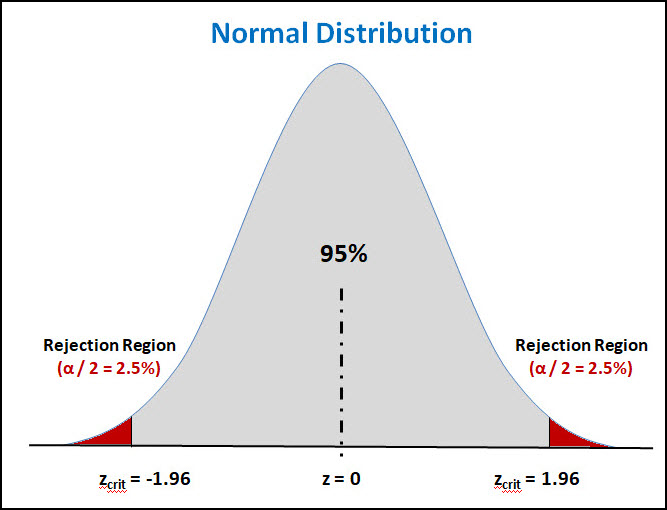 Normal Distribution
95%
Rejection Region
(α / 2 = 2.5%)
Rejection Region
(α / 2 = 2.5%)
zcrit = -1.96
z = 0
zcrit = 1.96